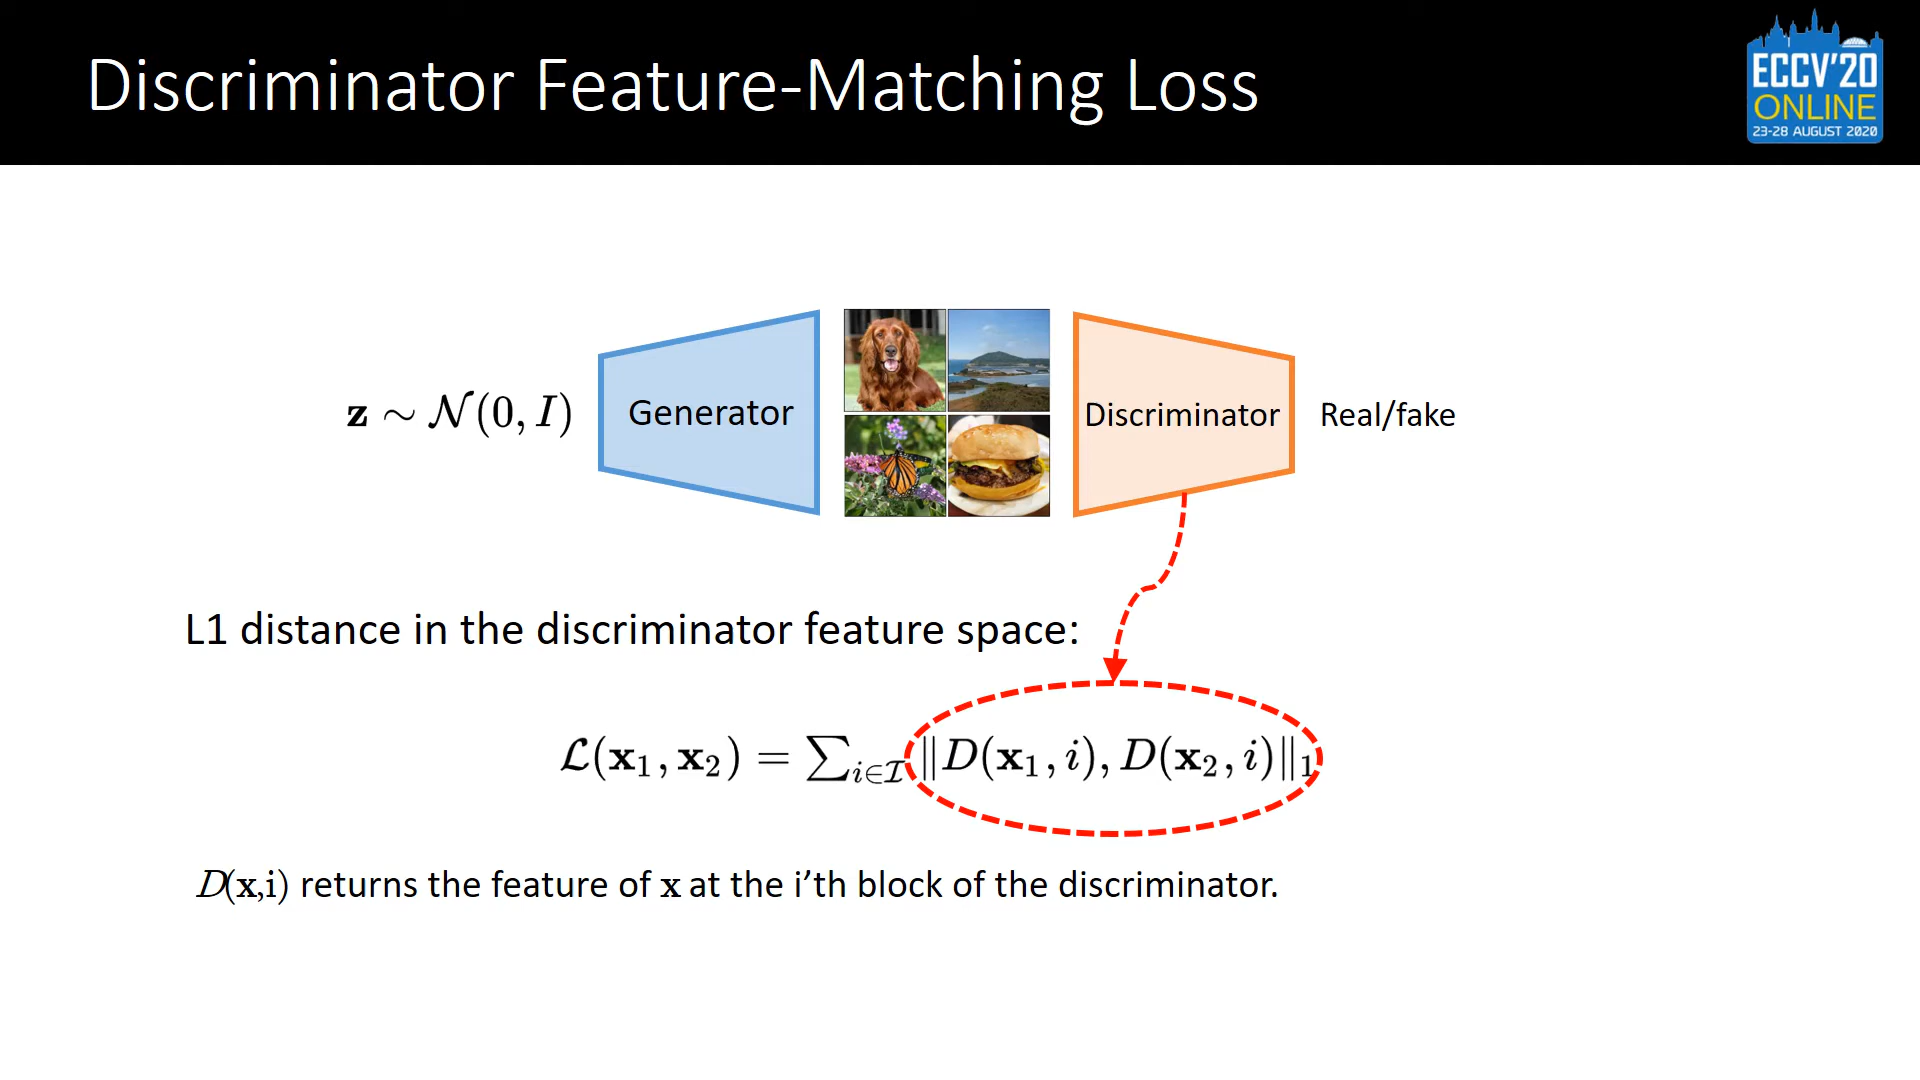 Discriminator Feature-Matching Loss
ECCV'20
ONLINE
23-28 AUGUST 2020
𝐳 ∼ 𝒩(0, I)
Generator
Discriminator
Real/fake
L1 distance in the discriminator feature space:
ℒ(𝐱₁, 𝐱₂) = ∑_{i∈ℐ} ‖D(𝐱₁, i), D(𝐱₂, i)‖₁
D(x,i) returns the feature of x at the i’th block of the discriminator.